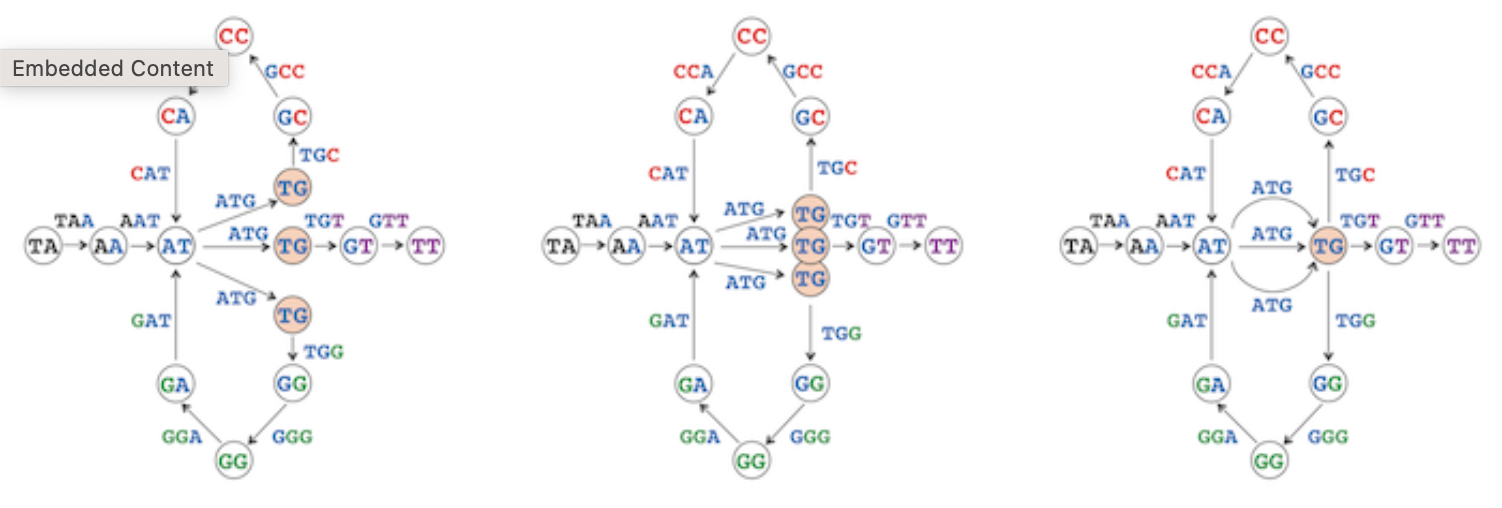 CC CC CC
Embedded Content
GCC CCA GCC CCA GCC
CA GC CA GC CA GC
TGC TGC TGC
CAT CAT CAT
TG ATG
ATG ATG TG
TAA AAT TGT GTT TAA AAT TGT GTT TAA AAT TGT GTT
ATG ATG ATG
TA AA AT TG GT TT TA AA AT TG GT TT TA AA AT TG GT TT
ATG TG ATG TG ATG
GAT TGG GAT TGG GAT TGG
GA GG GA GG GA GG
GGA GGG GGA GGG GGA GGG
GG GG GG